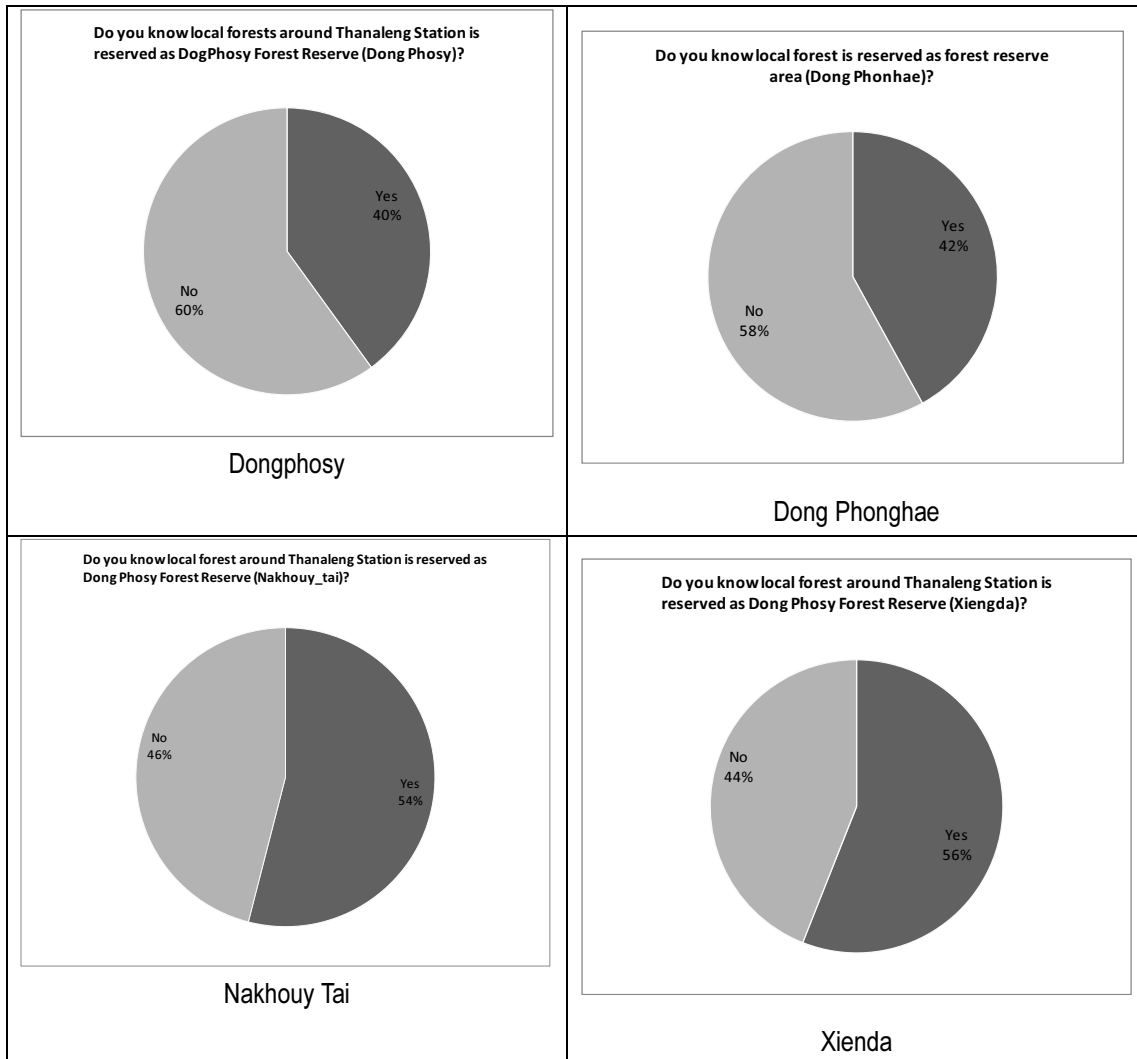 Do you know local forests around Thanaleng Station is
reserved as DogPhosy Forest Reserve (Dong Phosy)?
Yes
40%
No
60%
Dongphosy
Do you know local forest is reserved as forest reserve
area (Dong Phonhae)?
Yes
42%
No
58%
Dong Phonghae
Do you know local forest around Thanaleng Station is reserved as
Dong Phosy Forest Reserve (Nakhouy_tai)?
No
46%
Yes
54%
Nakhouy Tai
Do you know local forest around Thanaleng Station is
reserved as Dong Phosy Forest Reserve (Xiengda)?
No
44%
Yes
56%
Xienda